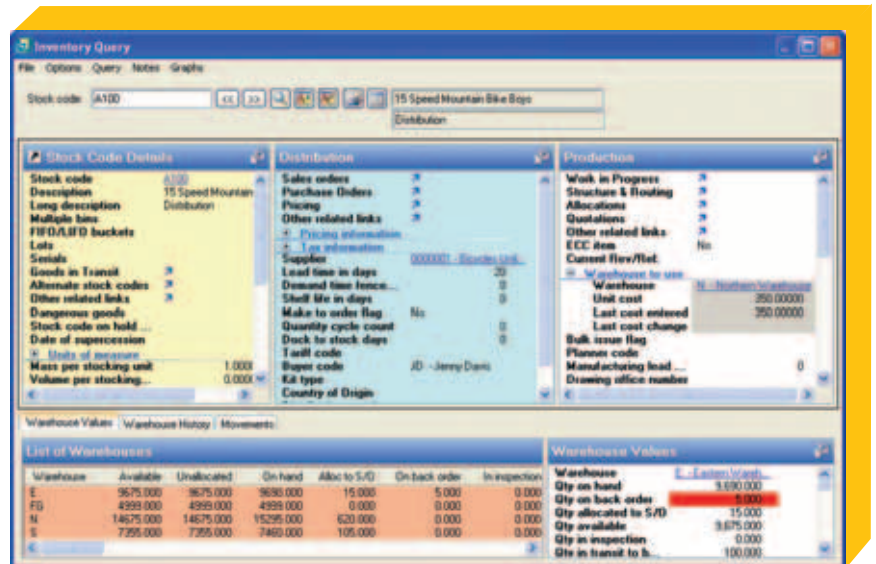 Inventory Query
File Options Query Notes Graphs
Stock code A100 << >> 15 Speed Mountain Bike Boys
Distribution
Stock Code Details
Stock code A100
Description 15 Speed Mountain
Long description Distribution
Multiple bins
FIFO/LIFO buckets
Lots
Serials
Goods in Transit
Alternate stock codes
Other related links
Dangerous goods
Stock code on hold ...
Date of supercession
Units of measure
Mass per stocking unit 1.000
Volume per stocking... 0.000
Distribution
Sales orders
Purchase Orders
Pricing
Other related links
Pricing information
Tax information
Supplier 0000001 - Bicycles Unli...
Lead time in days 20
Demand time fence... 0
Shelf life in days 0
Make to order flag No
Quantity cycle count 0
Dock to stock days 0
Tariff code
Buyer code JD - Jenny Davis
Kit type
Country of Origin
Production
Work in Progress
Structure & Routing
Allocations
Quotations
Other related links
ECC item No
Current Rev/Rel.
Warehouse to use
Warehouse N - Northern Warehouse
Unit cost 350.00000
Last cost entered 350.00000
Last cost change
Bulk issue flag
Planner code
Manufacturing lead ... 0
Drawing office number
Warehouse Values Warehouse History Movements
List of Warehouses
Warehouse Available Unallocated On hand Alloc to S/O On back order In inspection
E 9675.000 9675.000 9690.000 15.000 5.000 0.000
FG 4999.000 4999.000 4999.000 0.000 0.000 0.000
N 14675.000 14675.000 15295.000 620.000 0.000 0.000
S 7355.000 7355.000 7460.000 105.000 0.000 0.000
Warehouse Values
Warehouse E - Eastern Wareh...
Qty on hand 9,690.000
Qty on back order 5.000
Qty allocated to S/O 15.000
Qty available 9,675.000
Qty in inspection 0.000
Qty in transit to b... 100.000